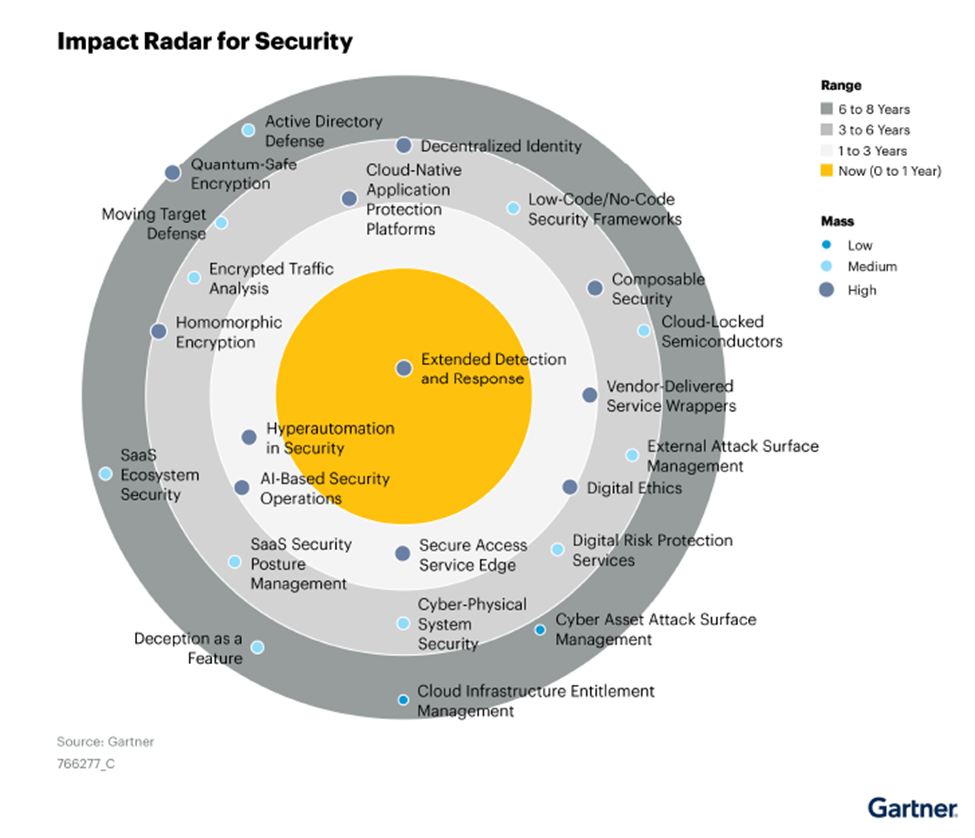 Impact Radar for Security
Range
6 to 8 Years
3 to 6 Years
1 to 3 Years
Now (0 to 1 Year)
Mass
Low
Medium
High
Active Directory
Defense
Decentralized Identity
Quantum-Safe
Encryption
Cloud-Native
Application
Protection
Platforms
Low-Code/No-Code
Security Frameworks
Moving Target
Defense
Encrypted Traffic
Analysis
Composable
Security
Homomorphic
Encryption
Cloud-Locked
Semiconductors
Extended Detection
and Response
Vendor-Delivered
Service Wrappers
Hyperautomation
in Security
External Attack Surface
Management
SaaS
Ecosystem
Security
AI-Based Security
Operations
Digital Ethics
SaaS Security
Posture
Management
Secure Access
Service Edge
Digital Risk Protection
Services
Cyber-Physical
System
Security
Cyber Asset Attack Surface
Management
Deception as a
Feature
Cloud Infrastructure Entitlement
Management
Source: Gartner
766277_C
Gartner